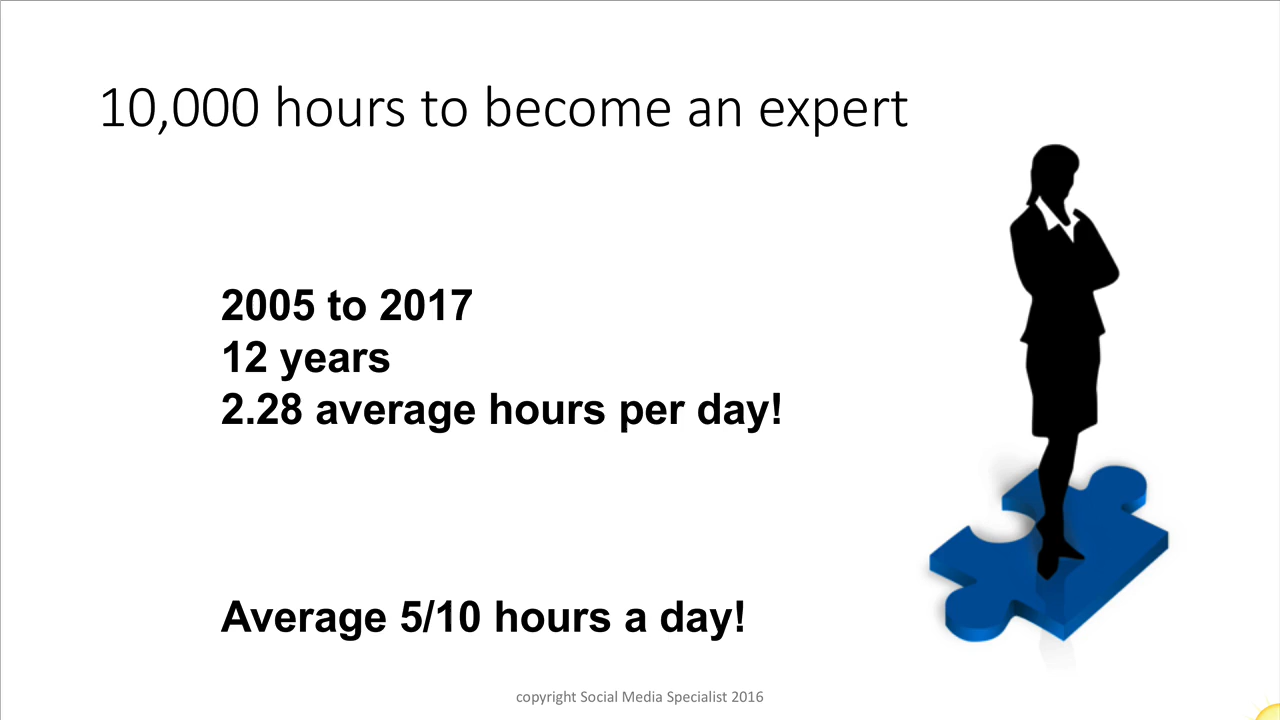 10,000 hours to become an expert
2005 to 2017
12 years
2.28 average hours per day!
Average 5/10 hours a day!
copyright Social Media Specialist 2016